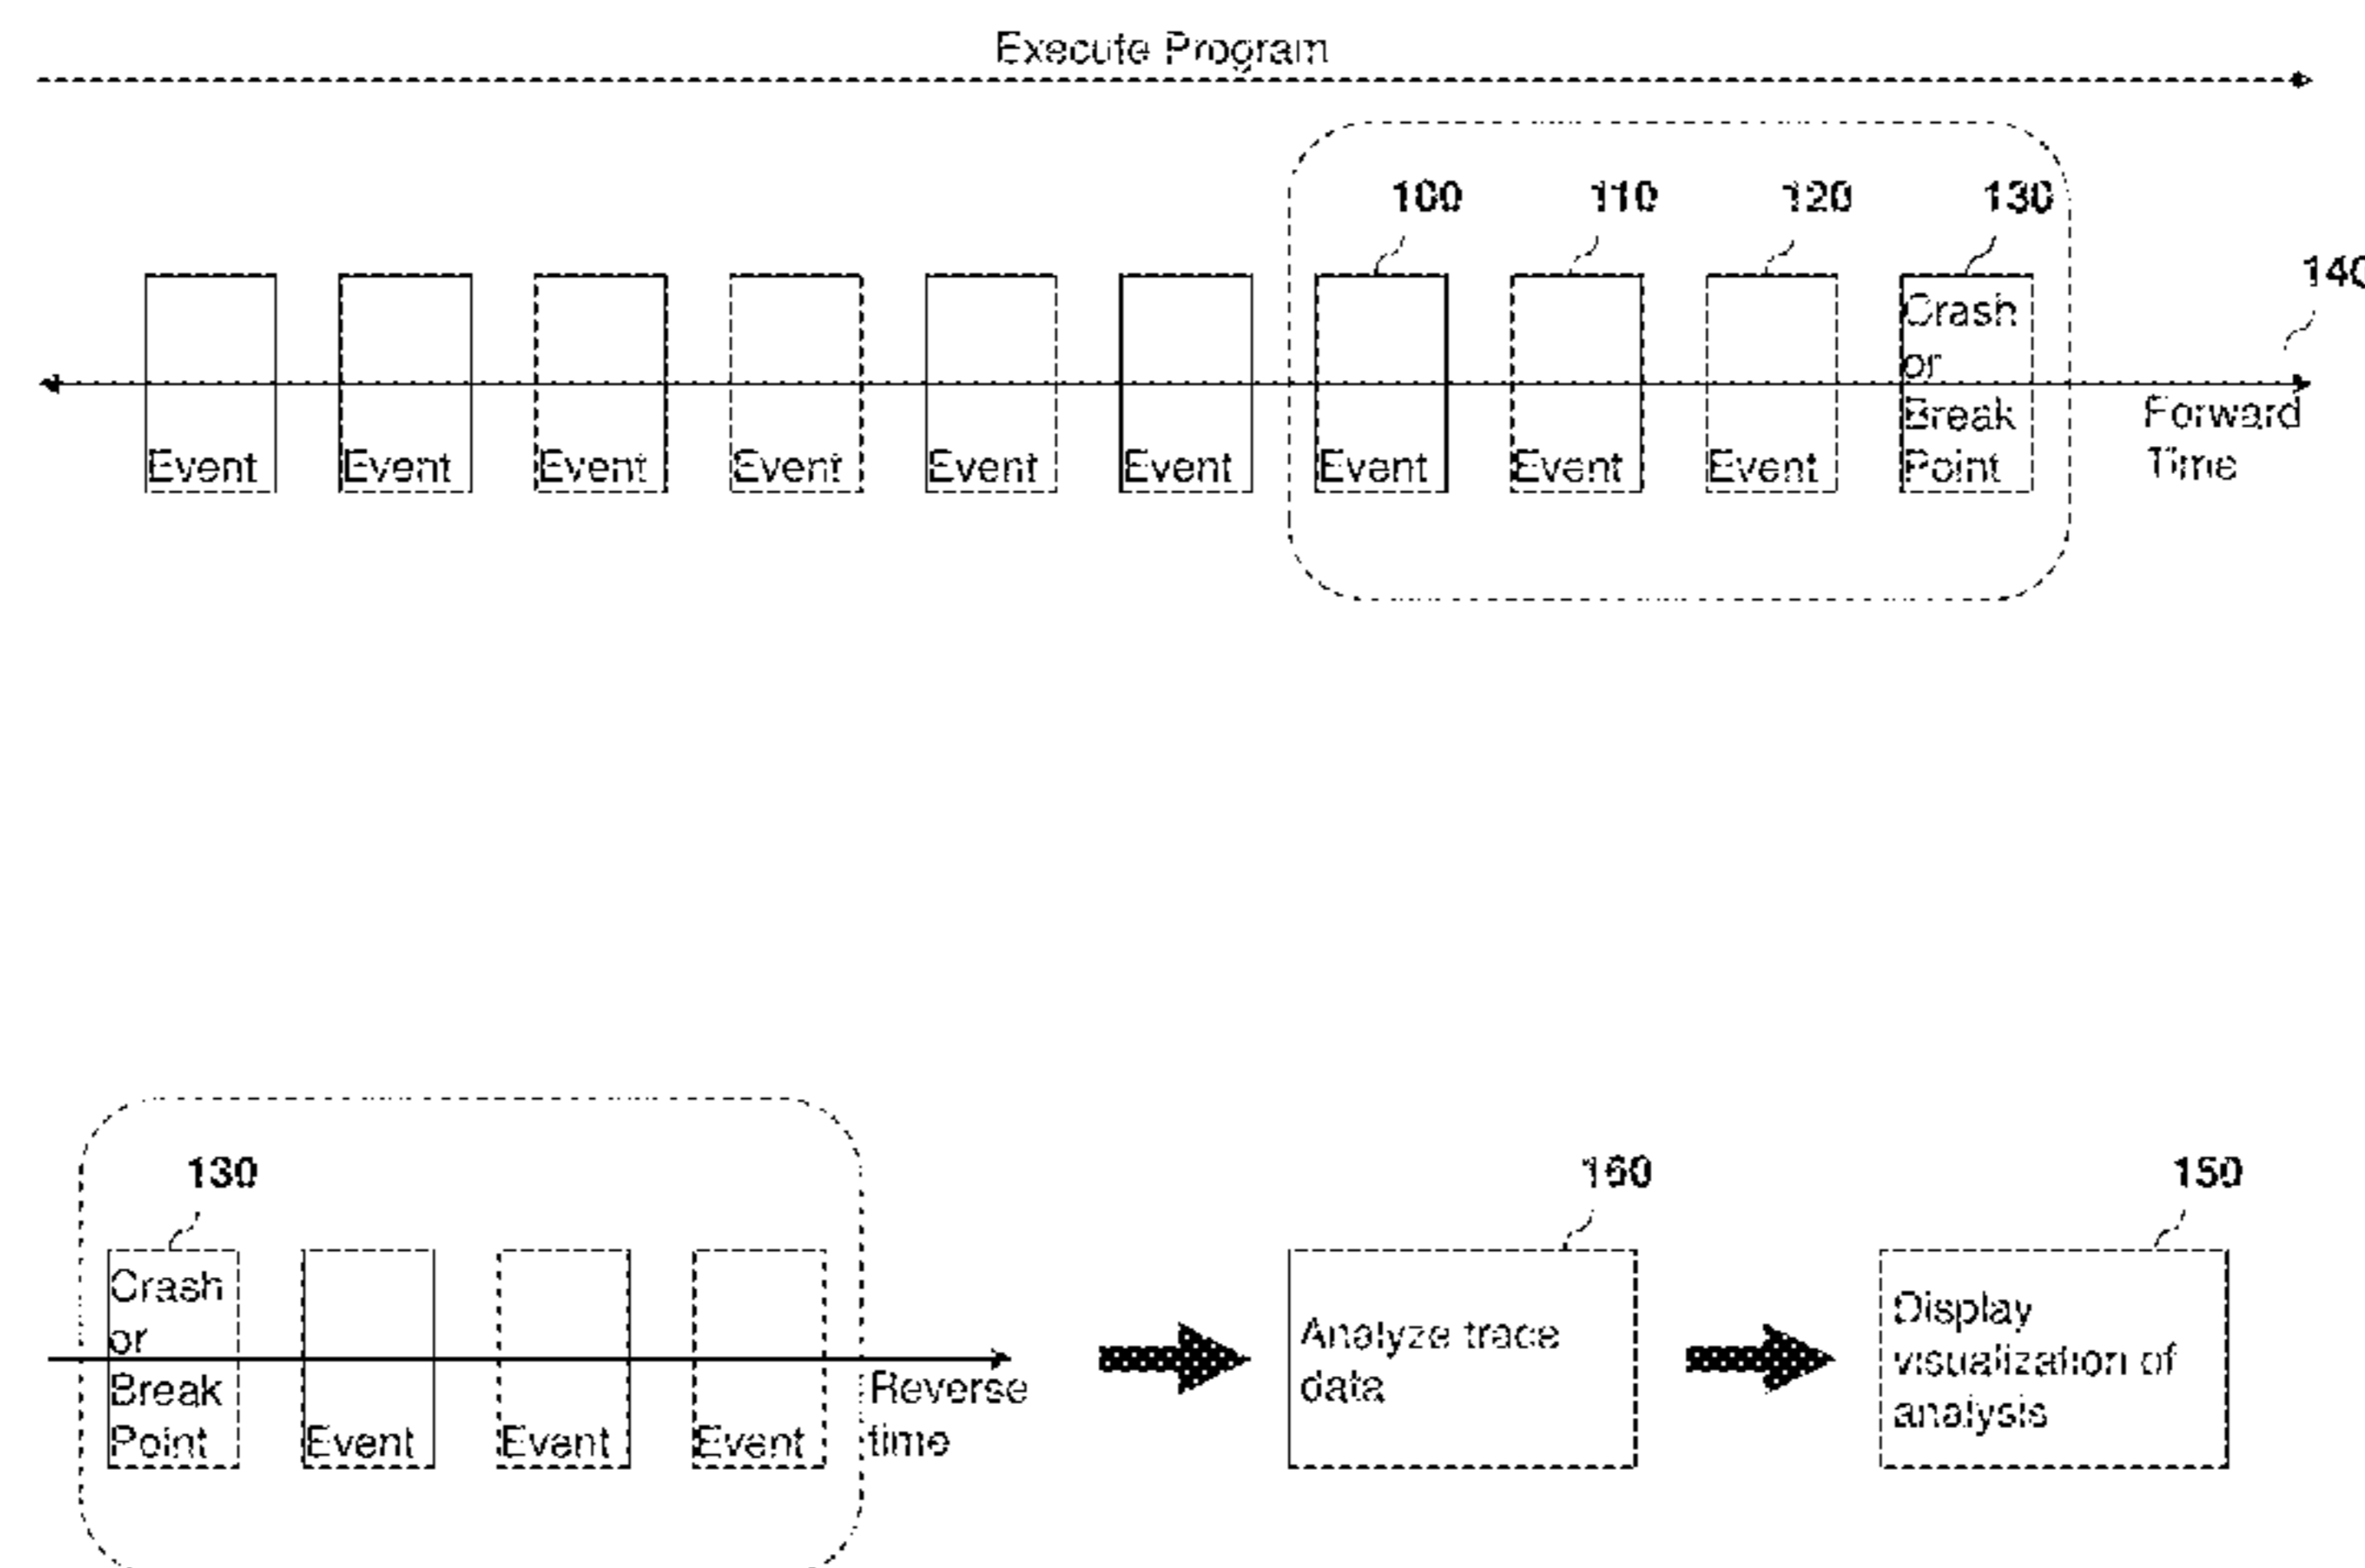 Execute Program
100 110 120 130
140
Crash
or
Break
Point
Forward
Time
Event Event Event Event Event Event Event Event Event
130
160
150
Crash
or
Break
Point
Event Event Event
Reverse
time
Analyze trace
data
Display
visualization of
analysis